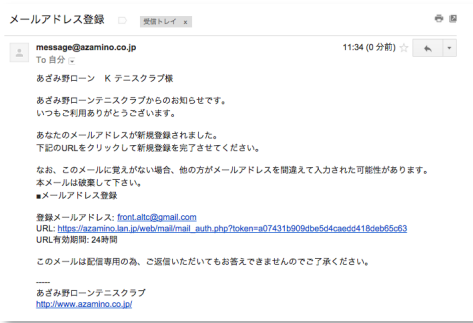 メールアドレス登録 受信トレイ x
message@azamino.co.jp 11:34 (0 分前)
To 自分
あざみ野ローン K テニスクラブ様
あざみ野ローンテニスクラブからのお知らせです。
いつもご利用ありがとうございます。
あなたのメールアドレスが新規登録されました。
下記のURLをクリックして新規登録を完了させてください。
なお、このメールに覚えがない場合、他の方がメールアドレスを間違えて入力された可能性があります。
本メールは破棄して下さい。
■メールアドレス登録
登録メールアドレス: front.altc@gmail.com
URL: https://azamino.lan.jp/web/mail/mail_auth.php?token=a07431b909dbe5d4caedd418deb65c63
URL有効期間: 24時間
このメールは配信専用の為、ご返信いただいてもお答えできませんのでご了承ください。
-----
あざみ野ローンテニスクラブ
http://www.azamino.co.jp/